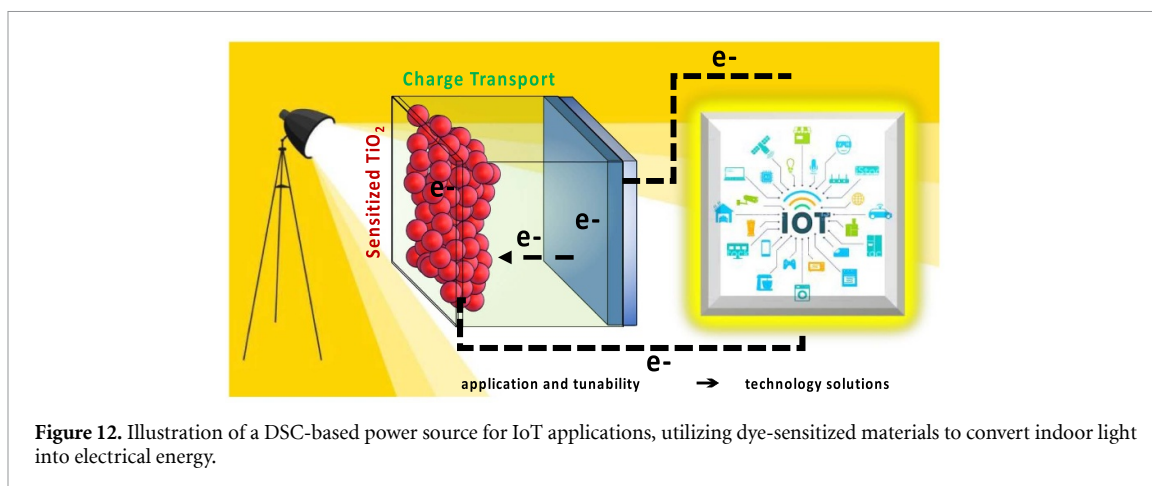 e-
Charge Transport
Sensitized TiO₂
e-
e-
e-
IOT
e-
application and tunability → technology solutions
Figure 12. Illustration of a DSC-based power source for IoT applications, utilizing dye-sensitized materials to convert indoor light
into electrical energy.